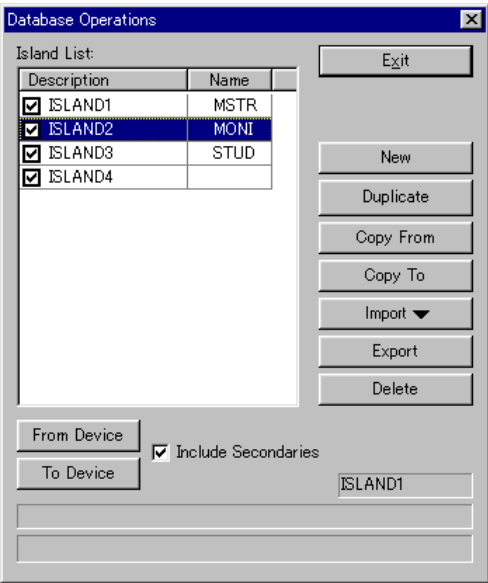 Database Operations
Island List:
Exit
Description Name
ISLAND1 MSTR
ISLAND2 MONI
ISLAND3 STUD
ISLAND4
New
Duplicate
Copy From
Copy To
Import
Export
Delete
From Device
Include Secondaries
To Device
ISLAND1